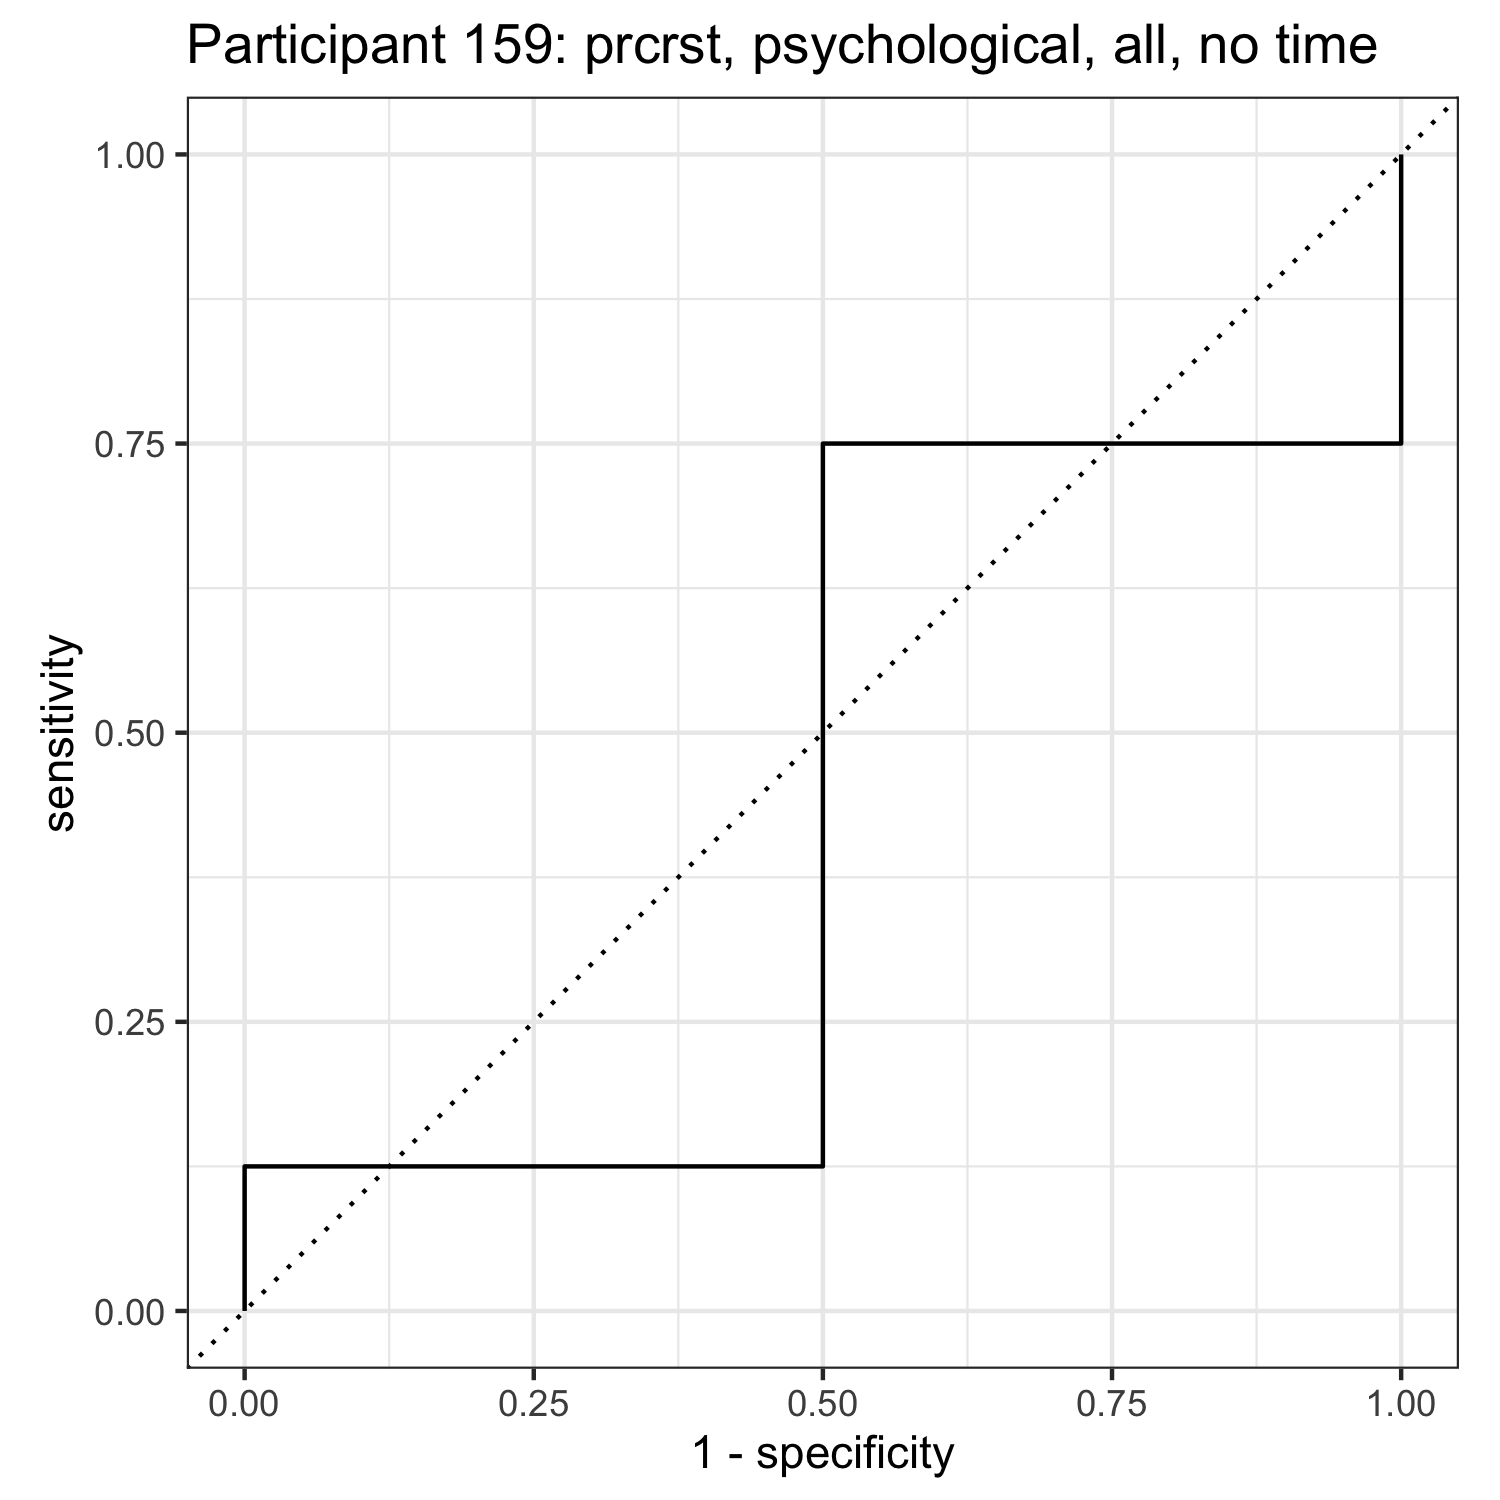 Participant 159: prcrst, psychological, all, no time
1.00
0.75
0.50
0.25
0.00
sensitivity
0.00 0.25 0.50 0.75 1.00
1 - specificity